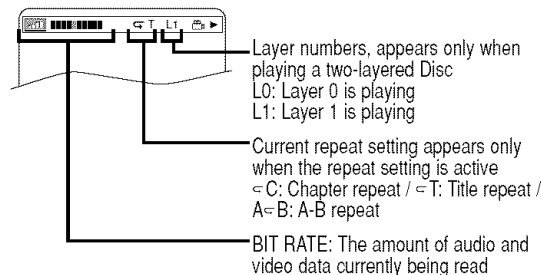 T L1 ►
Layer numbers, appears only when
playing a two-layered Disc
L0: Layer 0 is playing
L1: Layer 1 is playing
Current repeat setting appears only
when the repeat setting is active
⊂C: Chapter repeat / ⊂T: Title repeat /
A⊂B: A-B repeat
BIT RATE: The amount of audio and
video data currently being read